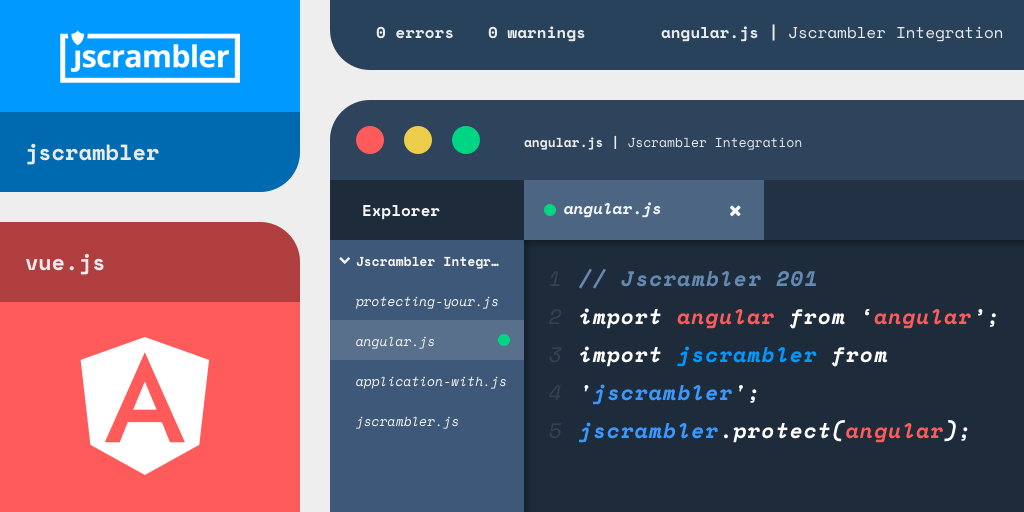 jscrambler
jscrambler
vue.js
A
0 errors 0 warnings angular.js | Jscrambler Integration
angular.js | Jscrambler Integration
Explorer
angular.js ×
Jscrambler Integr…
protecting-your.js
angular.js
application-with.js
jscrambler.js
1 // Jscrambler 201
2 import angular from ‘angular’;
3 import jscrambler from
4 'jscrambler';
5 jscrambler.protect(angular);